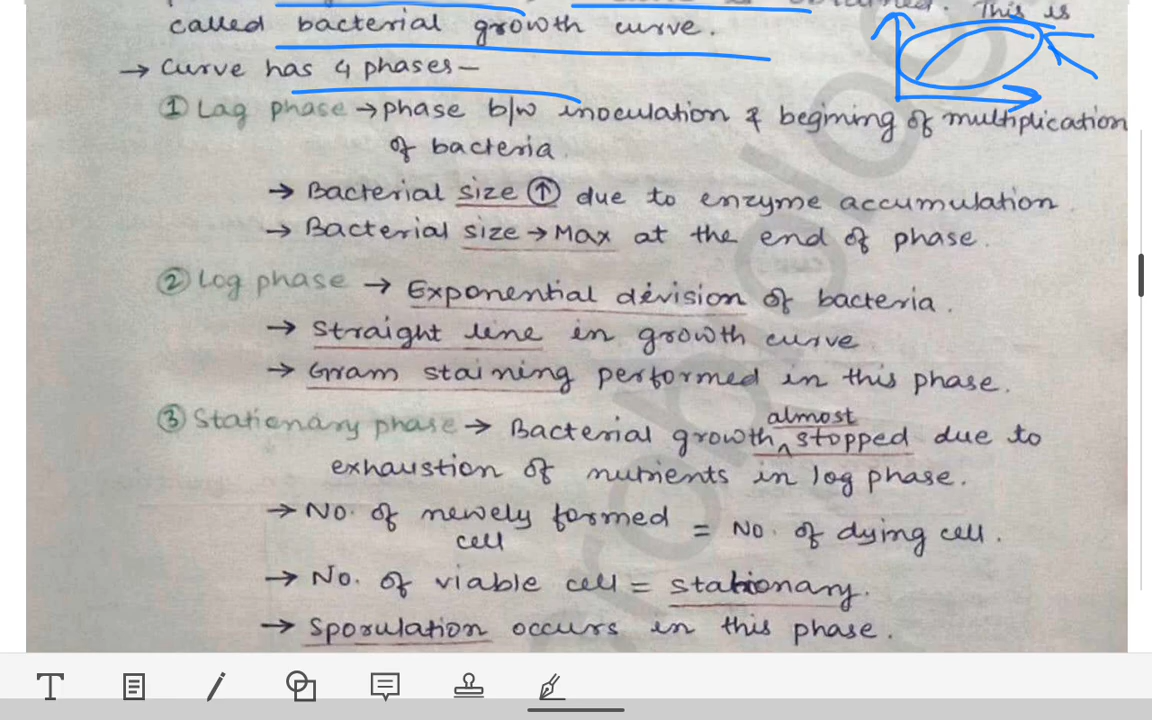 This is
called bacterial growth curve.
→ Curve has 4 phases—
① Lag phase → phase b/w inoculation & begining of multiplication
of bacteria.
→ Bacterial size ↑ due to enzyme accumulation
→ Bacterial size → Max at the end of phase.
② Log phase → Exponential division of bacteria.
→ Straight line in growth curve
→ Gram staining performed in this phase.
almost
③ Stationary phase → Bacterial growth ^ stopped due to
exhaustion of nutrients in log phase.
→ No. of newely formed = No. of dying cell.
cell
→ No. of viable cell = stationary.
→ Sporulation occurs in this phase.
T